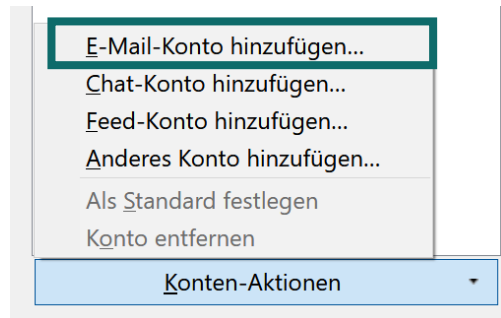 E-Mail-Konto hinzufügen...
Chat-Konto hinzufügen...
Feed-Konto hinzufügen...
Anderes Konto hinzufügen...
Als Standard festlegen
Konto entfernen
Konten-Aktionen